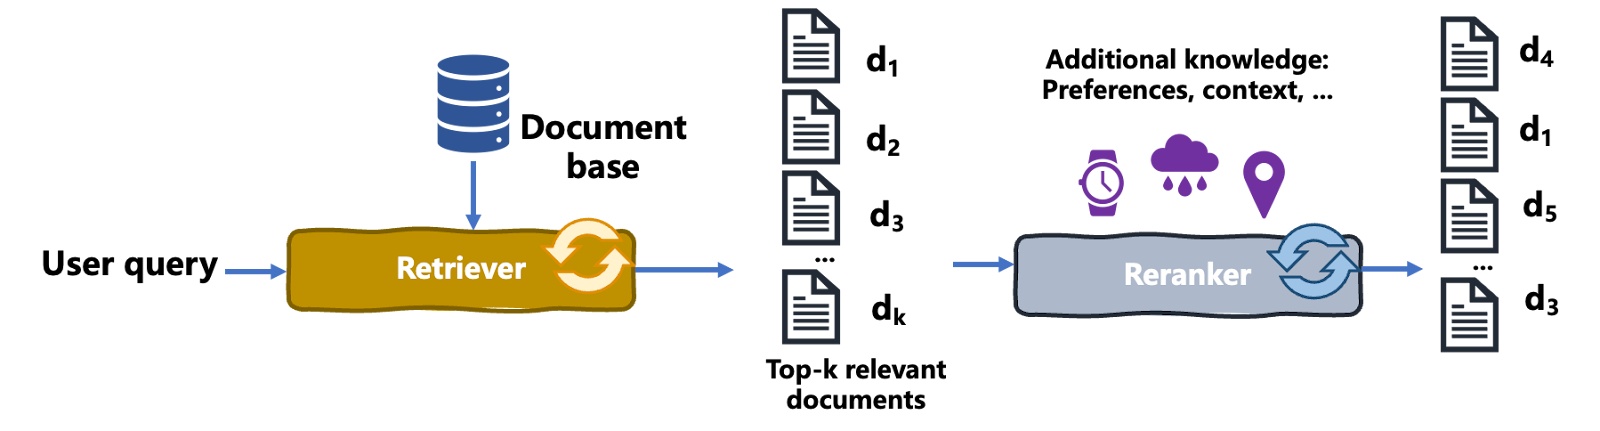 User query
Document
base
Retriever
d₁
d₂
d₃
...
dₖ
Top-k relevant
documents
Additional knowledge:
Preferences, context, ...
Reranker
d₄
d₁
d₅
...
d₃